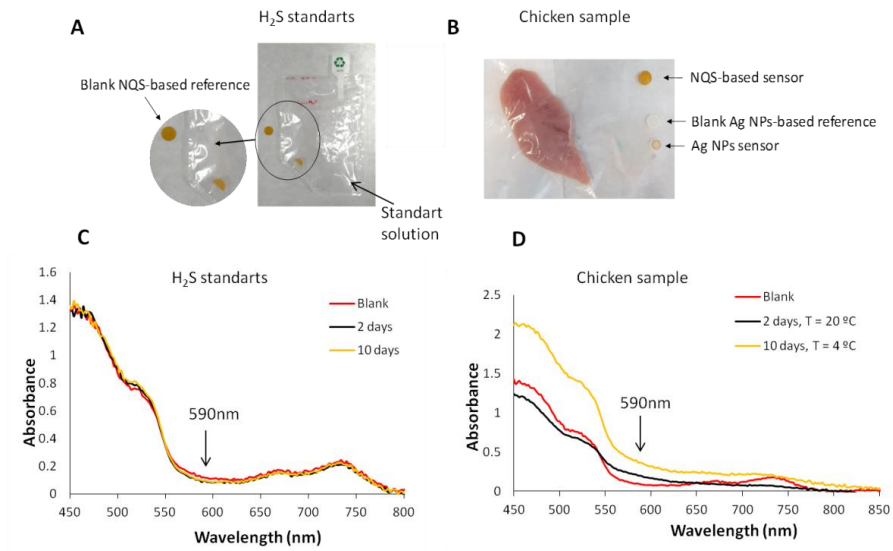 H₂S standarts
A
Blank NQS-based reference
Standart
solution
Chicken sample
B
NQS-based sensor
Blank Ag NPs-based reference
Ag NPs sensor
C
H₂S standarts
Absorbance
1.6
1.4
1.2
1
0.8
0.6
0.4
0.2
0
Blank
2 days
10 days
590nm
450 500 550 600 650 700 750 800
Wavelength (nm)
D
Chicken sample
Absorbance
2.5
2
1.5
1
0.5
0
Blank
2 days, T = 20 ºC
10 days, T = 4 ºC
590nm
450 500 550 600 650 700 750 800 850
Wavelength (nm)